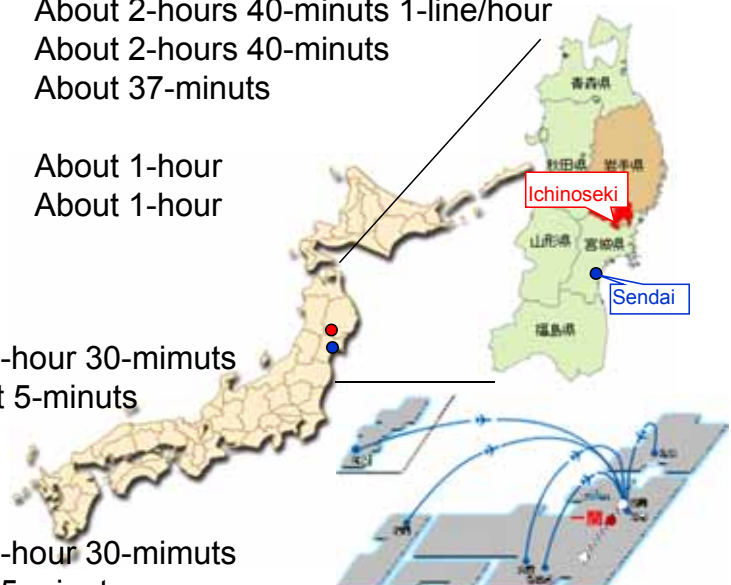 About 2-hours 40-minuts 1-line/hour
About 2-hours 40-minuts
About 37-minuts
About 1-hour
About 1-hour
青森県
秋田県 岩手県
Ichinoseki
山形県 宮城県
Sendai
福島県
-hour 30-mimuts
5-minuts
一関
-hour 30-mimuts